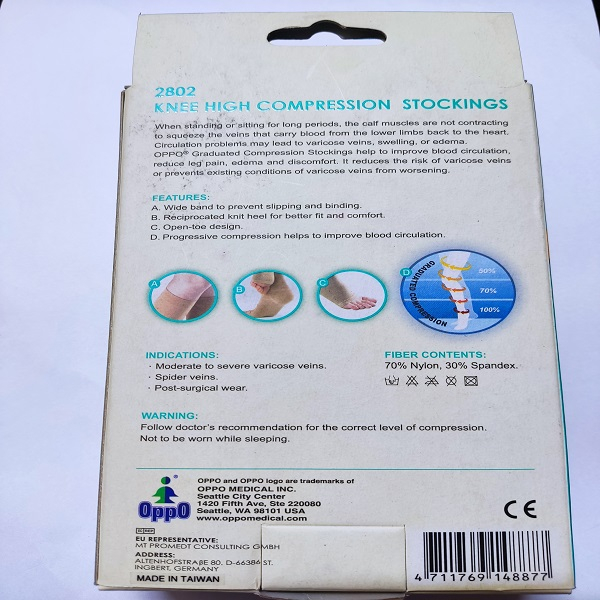 2802
KNEE HIGH COMPRESSION STOCKINGS
When standing or sitting for long periods, the calf muscles are not contracting
to squeeze the veins that carry blood from the lower limbs back to the heart.
Circulation problems may lead to varicose veins, swelling, or edema.
OPPO® Graduated Compression Stockings help to improve blood circulation,
reduce leg pain, edema and discomfort. It reduces the risk of varicose veins
or prevents existing conditions of varicose veins from worsening.
FEATURES:
A. Wide band to prevent slipping and binding.
B. Reciprocated knit heel for better fit and comfort.
C. Open-toe design.
D. Progressive compression helps to improve blood circulation.
A
B
C
D
GRADUATED COMPRESSION
50%
70%
100%
INDICATIONS:
· Moderate to severe varicose veins.
· Spider veins.
· Post-surgical wear.
FIBER CONTENTS:
70% Nylon, 30% Spandex.
WARNING:
Follow doctor's recommendation for the correct level of compression.
Not to be worn while sleeping.
OppO
OPPO and OPPO logo are trademarks of
OPPO MEDICAL INC.
Seattle City Center
1420 Fifth Ave, Ste 220080
Seattle, WA 98101 USA
www.oppomedical.com
CE
EC REP
EU REPRESENTATIVE:
MT PROMEDT CONSULTING GMBH
ADDRESS:
ALTENHOFSTRAßE 80, D-66386 ST.
INGBERT, GERMANY
MADE IN TAIWAN
4 711769 148877